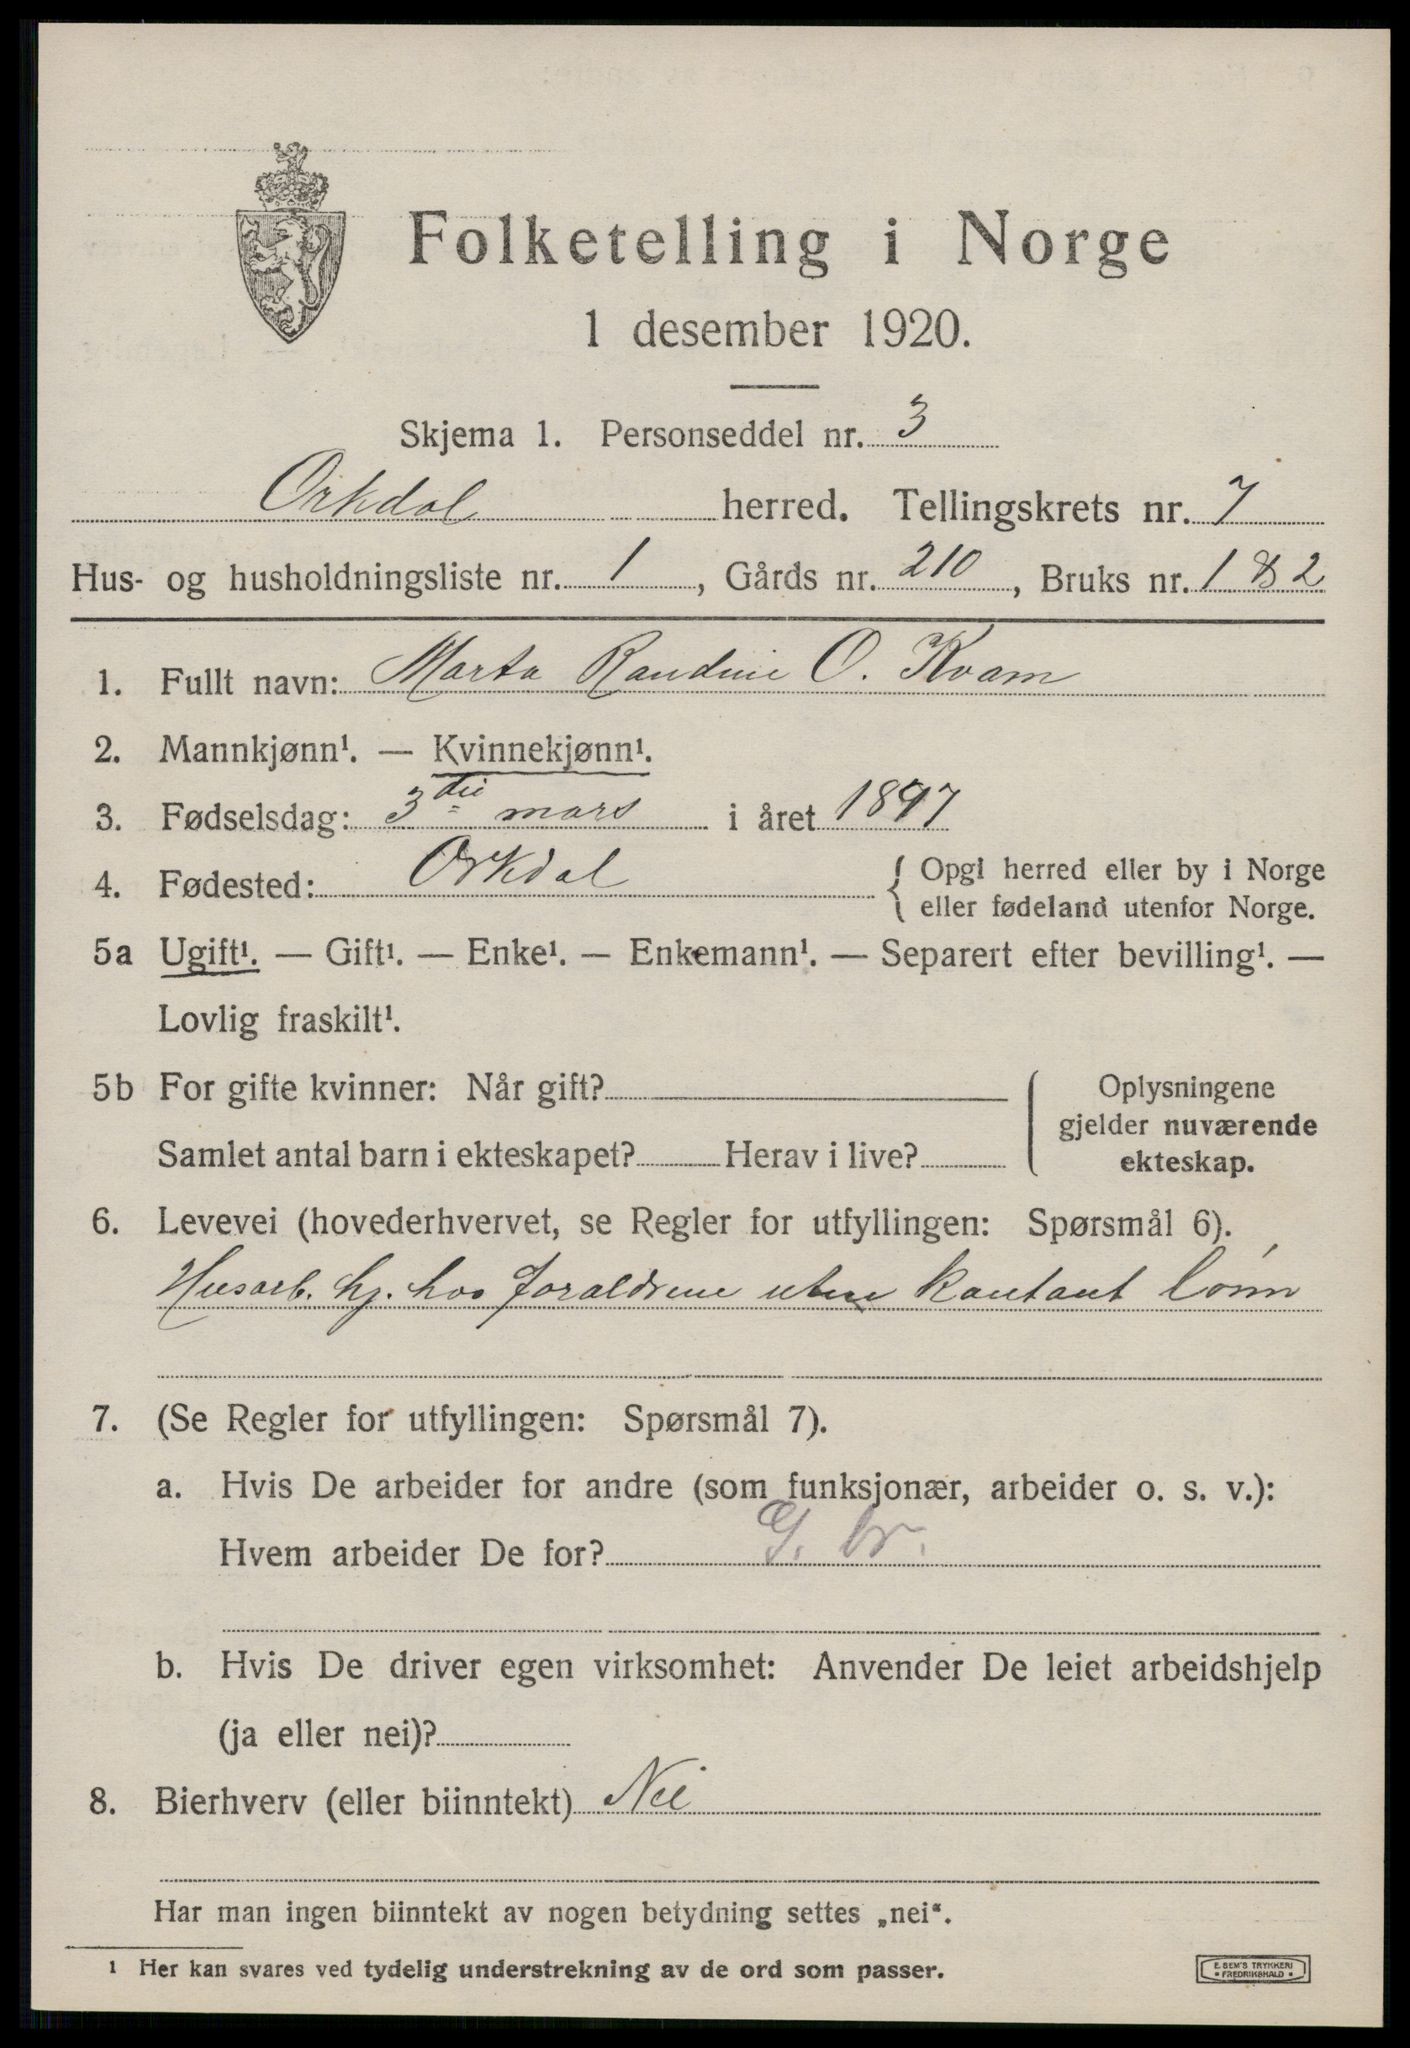 Folketelling i Norge
1 desember 1920.
Skjema 1. Personseddel nr. 3
Orkdal herred. Tellingskrets nr. 7
Hus- og husholdningsliste nr. 1, Gårds nr. 210, Bruks nr. 1 & 2
1. Fullt navn: Marta Randine O. Kvam
2. Mannkjønn¹. — Kvinnekjønn¹.
3. Fødselsdag: 3die mars i året 1897
4. Fødested: Orkdal { Opgi herred eller by i Norge
eller fødeland utenfor Norge.
5a Ugift¹. — Gift¹. — Enke¹. — Enkemann¹. — Separert efter bevilling¹. —
Lovlig fraskilt¹.
5b For gifte kvinner: Når gift? Oplysningene
gjelder nuværende
Samlet antal barn i ekteskapet? Herav i live? ekteskap.
6. Levevei (hovederhvervet, se Regler for utfyllingen: Spørsmål 6).
Husarb. hj. hos foraldrene uten kantant lønn
7. (Se Regler for utfyllingen: Spørsmål 7).
a. Hvis De arbeider for andre (som funksjonær, arbeider o. s. v.):
Hvem arbeider De for? G. br.
b. Hvis De driver egen virksomhet: Anvender De leiet arbeidshjelp
(ja eller nei)?
8. Bierhverv (eller biinntekt) Nei
Har man ingen biinntekt av nogen betydning settes „nei“.
1 Her kan svares ved tydelig understrekning av de ord som passer.
E. SEM'S TRYKKERI
• FREDRIKSHALD •